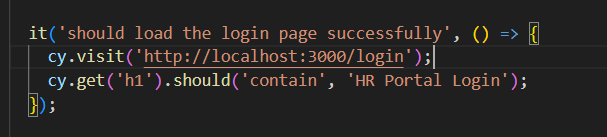 it('should load the login page successfully', () => {
cy.visit('http://localhost:3000/login');
cy.get('h1').should('contain', 'HR Portal Login');
});